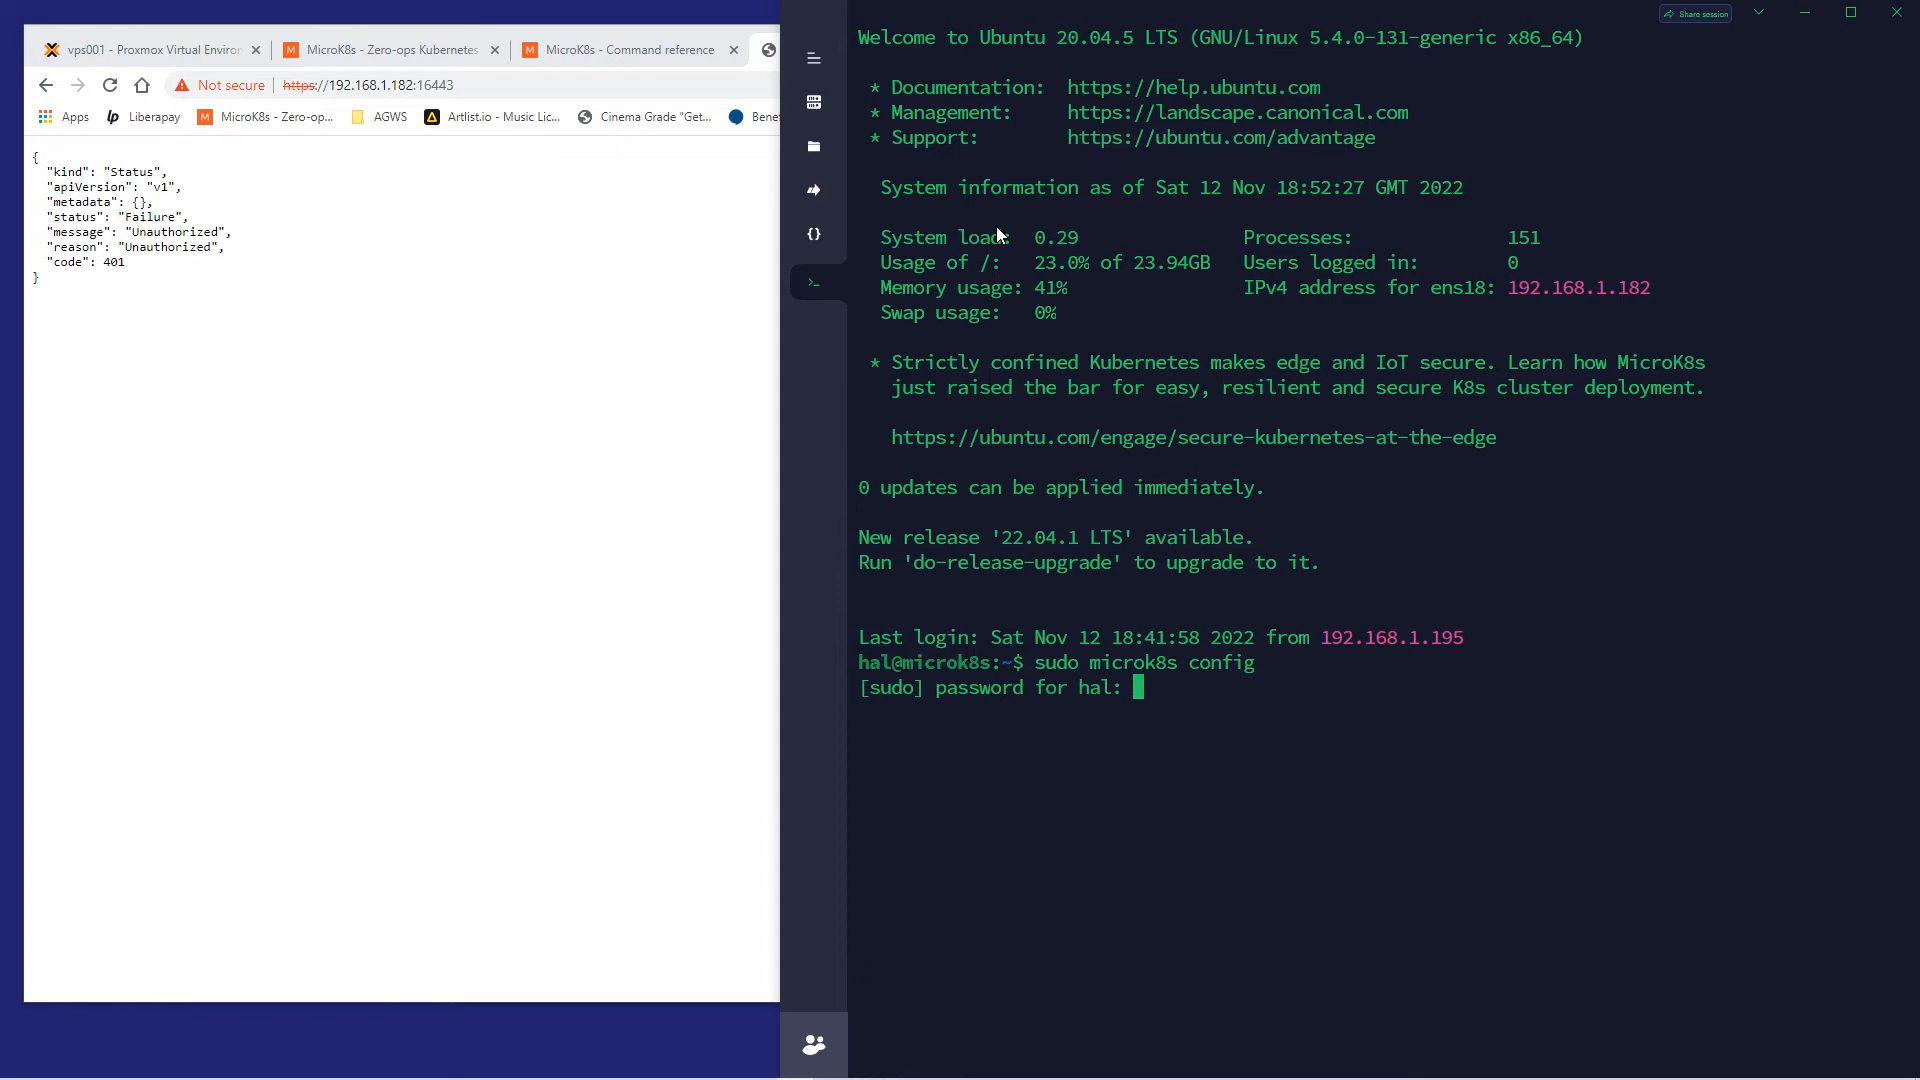 vps001 - Proxmox Virtual Environ
MicroK8s - Zero-ops Kubernetes
MicroK8s - Command reference
Not secure
https://192.168.1.182:16443
Apps
Liberapay
MicroK8s - Zero-op...
AGWS
Artlist.io - Music Lic...
Cinema Grade "Get...
Bene
{
"kind": "Status",
"apiVersion": "v1",
"metadata": {},
"status": "Failure",
"message": "Unauthorized",
"reason": "Unauthorized",
"code": 401
}
Share session
Welcome to Ubuntu 20.04.5 LTS (GNU/Linux 5.4.0-131-generic x86_64)
* Documentation: https://help.ubuntu.com
* Management: https://landscape.canonical.com
* Support: https://ubuntu.com/advantage
System information as of Sat 12 Nov 18:52:27 GMT 2022
System load: 0.29 Processes: 151
Usage of /: 23.0% of 23.94GB Users logged in: 0
Memory usage: 41% IPv4 address for ens18: 192.168.1.182
Swap usage: 0%
* Strictly confined Kubernetes makes edge and IoT secure. Learn how MicroK8s
just raised the bar for easy, resilient and secure K8s cluster deployment.
https://ubuntu.com/engage/secure-kubernetes-at-the-edge
0 updates can be applied immediately.
New release '22.04.1 LTS' available.
Run 'do-release-upgrade' to upgrade to it.
Last login: Sat Nov 12 18:41:58 2022 from 192.168.1.195
hal@microk8s:~$ sudo microk8s config
[sudo] password for hal: